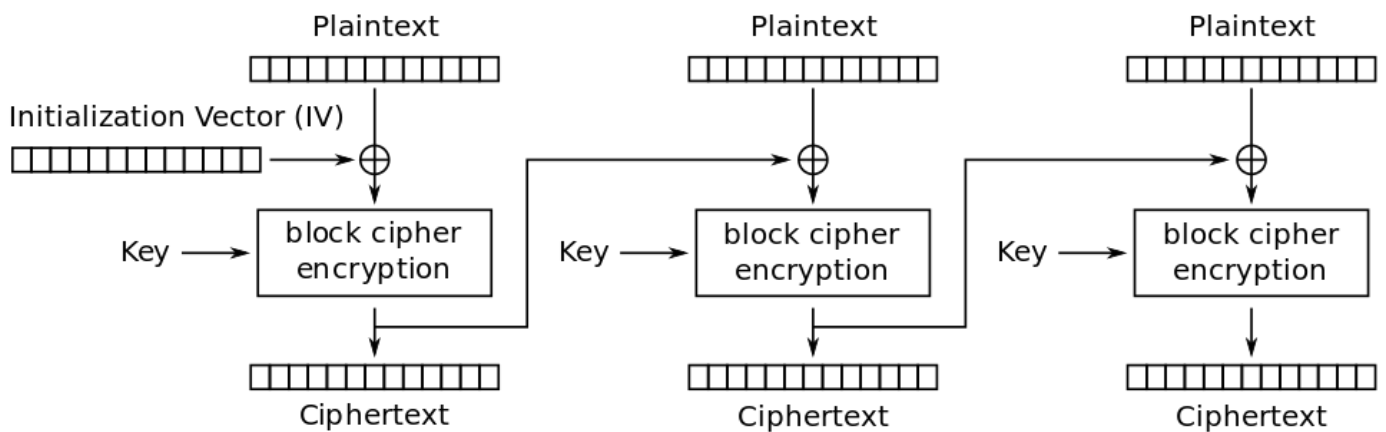 Plaintext
Plaintext
Plaintext
Initialization Vector (IV)
Key
block cipher
encryption
Key
block cipher
encryption
Key
block cipher
encryption
Ciphertext
Ciphertext
Ciphertext